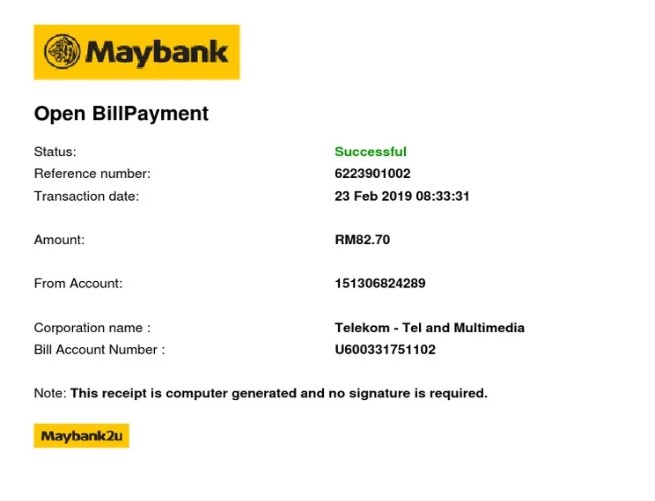 Maybank
Open BillPayment
Status: Successful
Reference number: 6223901002
Transaction date: 23 Feb 2019 08:33:31
Amount: RM82.70
From Account: 151306824289
Corporation name : Telekom - Tel and Multimedia
Bill Account Number : U600331751102
Note: This receipt is computer generated and no signature is required.
Maybank2u